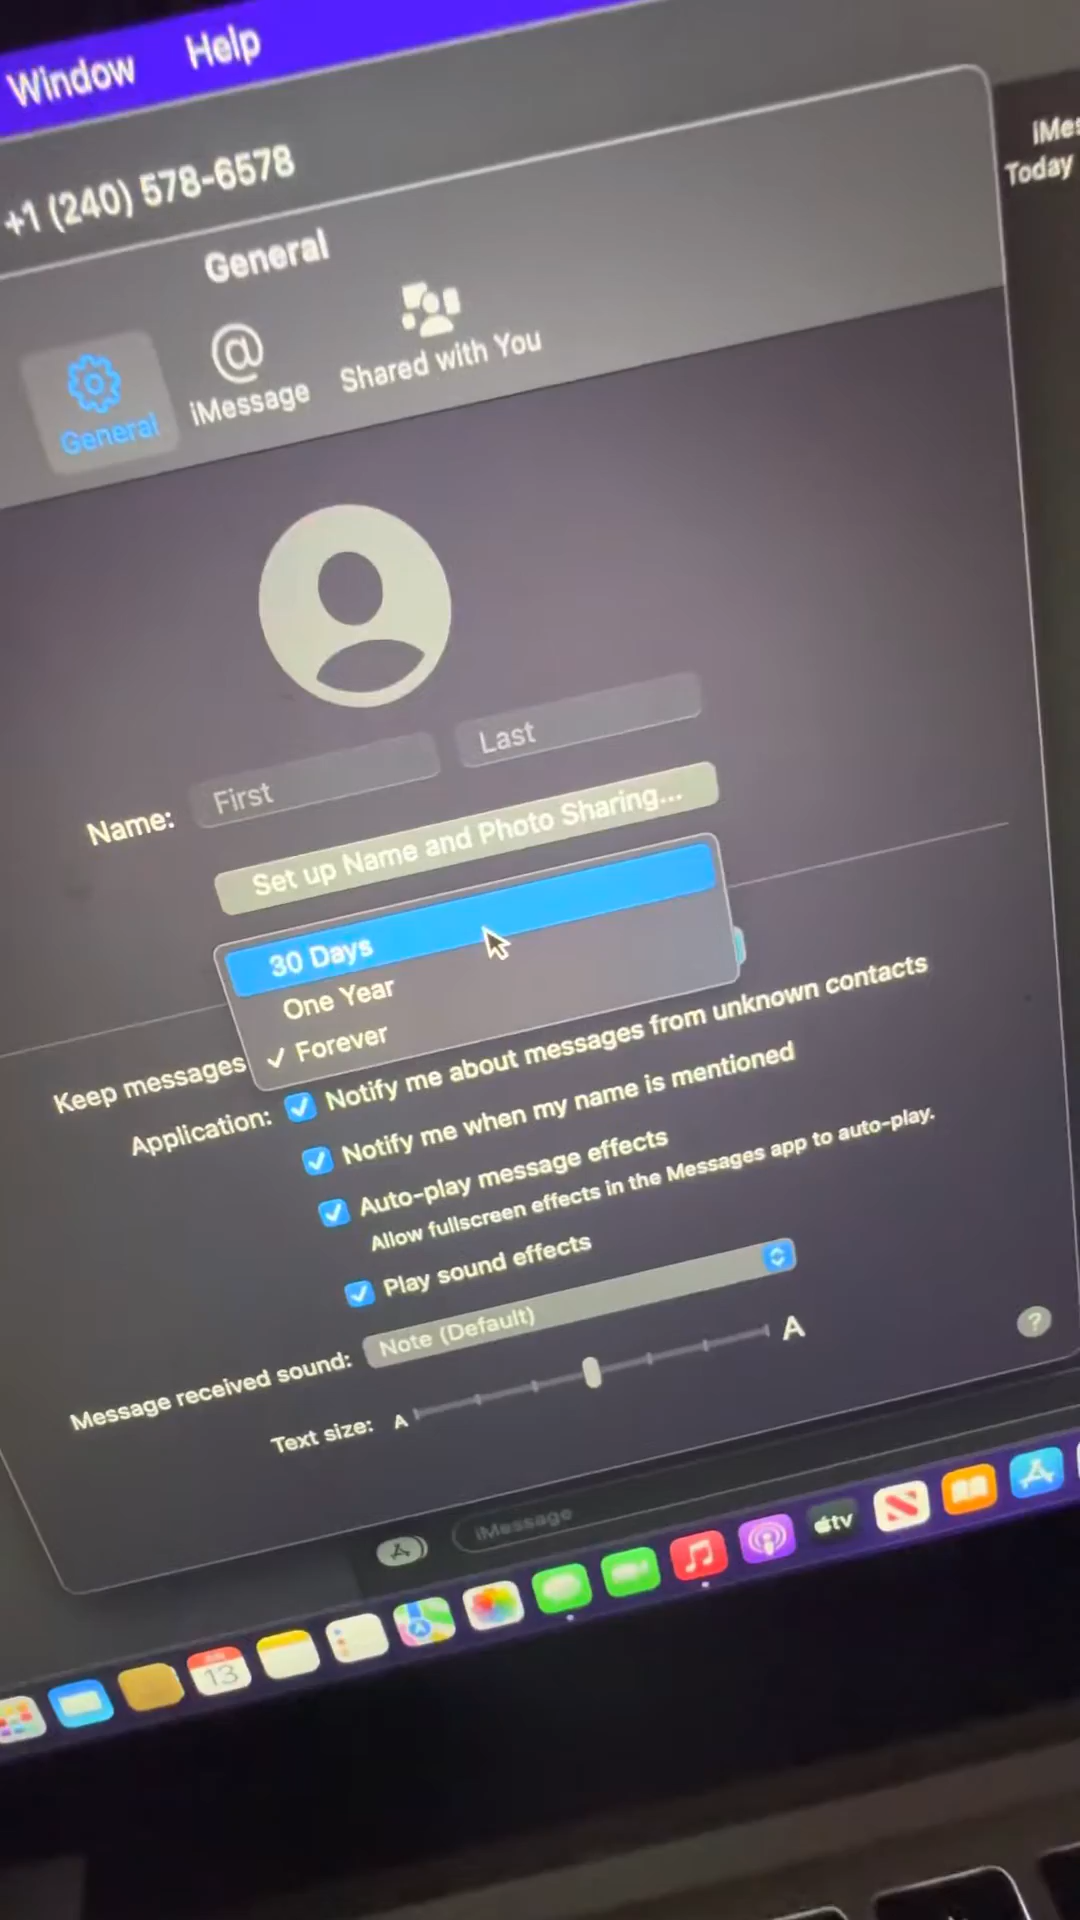 Window Help
iMes
Today
+1 (240) 578-6578
General
General
@ iMessage
Shared with You
Name: First Last
Set up Name and Photo Sharing...
30 Days
One Year
✓ Forever
Keep messages
Application: Notify me about messages from unknown contacts
Notify me when my name is mentioned
Auto-play message effects
Allow fullscreen effects in the Messages app to auto-play.
Play sound effects
Message received sound: Note (Default)
Text size: A A
?
iMessage
tv
13